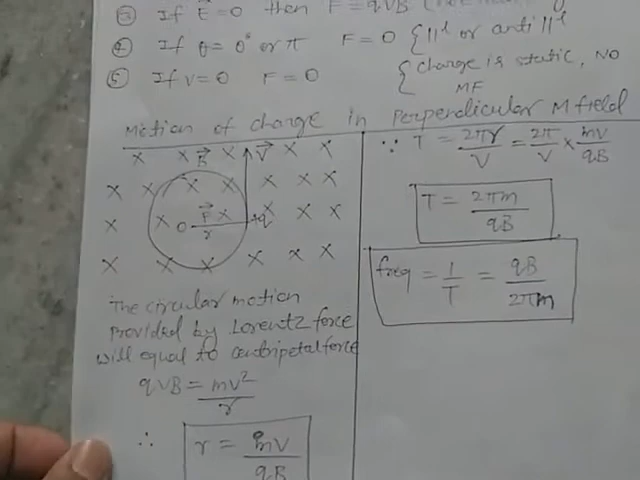 ③ If E⃗=0 then F = qvB
④ If θ = 0° or π F = 0 { ||ˡ or anti ||ˡ
⑤ If v=0 F = 0 { charge is static, NO
MF
Motion of charge in Perpendicular M field
× × B⃗ × V⃗ × ×
× × × × × × ×
× × F⃗ × q × × ×
O r
× × × × × ×
The circular motion
provided by Lorentz force
will equal to centripetal force
qVB = mv²/r
∴ r = mv/qB
∵ T = 2πr/V = 2π/V × mv/qB
T = 2πm/qB
freq = 1/T = qB/2πm